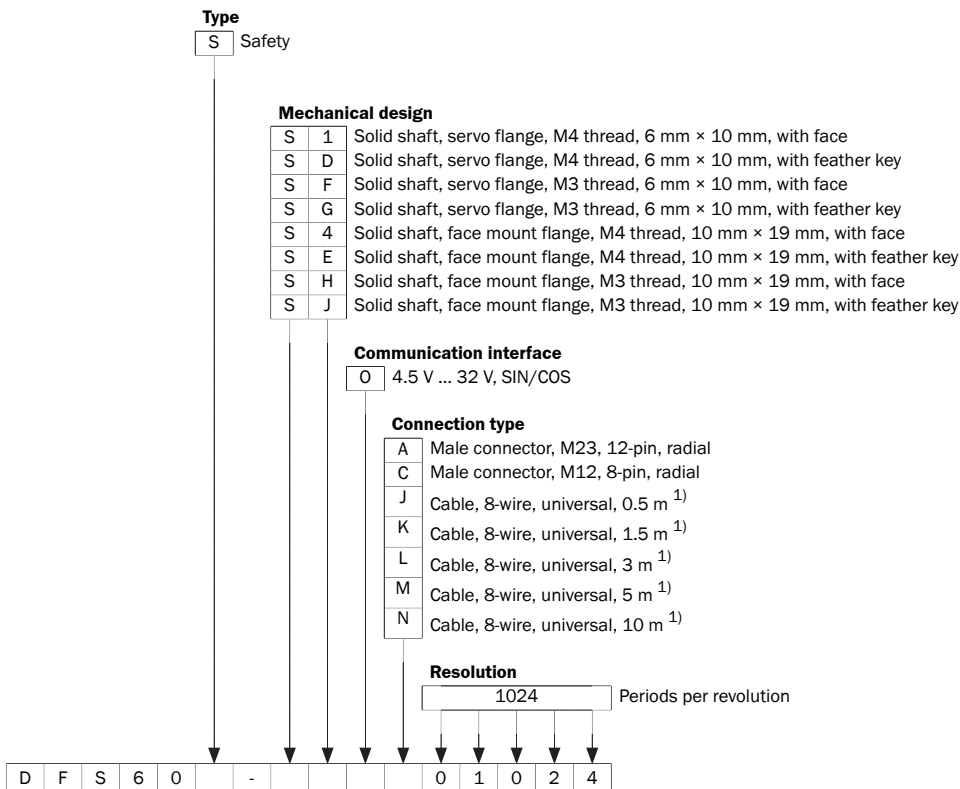 Type
S Safety
Mechanical design
S 1 Solid shaft, servo flange, M4 thread, 6 mm × 10 mm, with face
S D Solid shaft, servo flange, M4 thread, 6 mm × 10 mm, with feather key
S F Solid shaft, servo flange, M3 thread, 6 mm × 10 mm, with face
S G Solid shaft, servo flange, M3 thread, 6 mm × 10 mm, with feather key
S 4 Solid shaft, face mount flange, M4 thread, 10 mm × 19 mm, with face
S E Solid shaft, face mount flange, M4 thread, 10 mm × 19 mm, with feather key
S H Solid shaft, face mount flange, M3 thread, 10 mm × 19 mm, with face
S J Solid shaft, face mount flange, M3 thread, 10 mm × 19 mm, with feather key
Communication interface
O 4.5 V ... 32 V, SIN/COS
Connection type
A Male connector, M23, 12-pin, radial
C Male connector, M12, 8-pin, radial
J Cable, 8-wire, universal, 0.5 m 1)
K Cable, 8-wire, universal, 1.5 m 1)
L Cable, 8-wire, universal, 3 m 1)
M Cable, 8-wire, universal, 5 m 1)
N Cable, 8-wire, universal, 10 m 1)
Resolution
1024 Periods per revolution
D F S 6 0 - 0 1 0 2 4